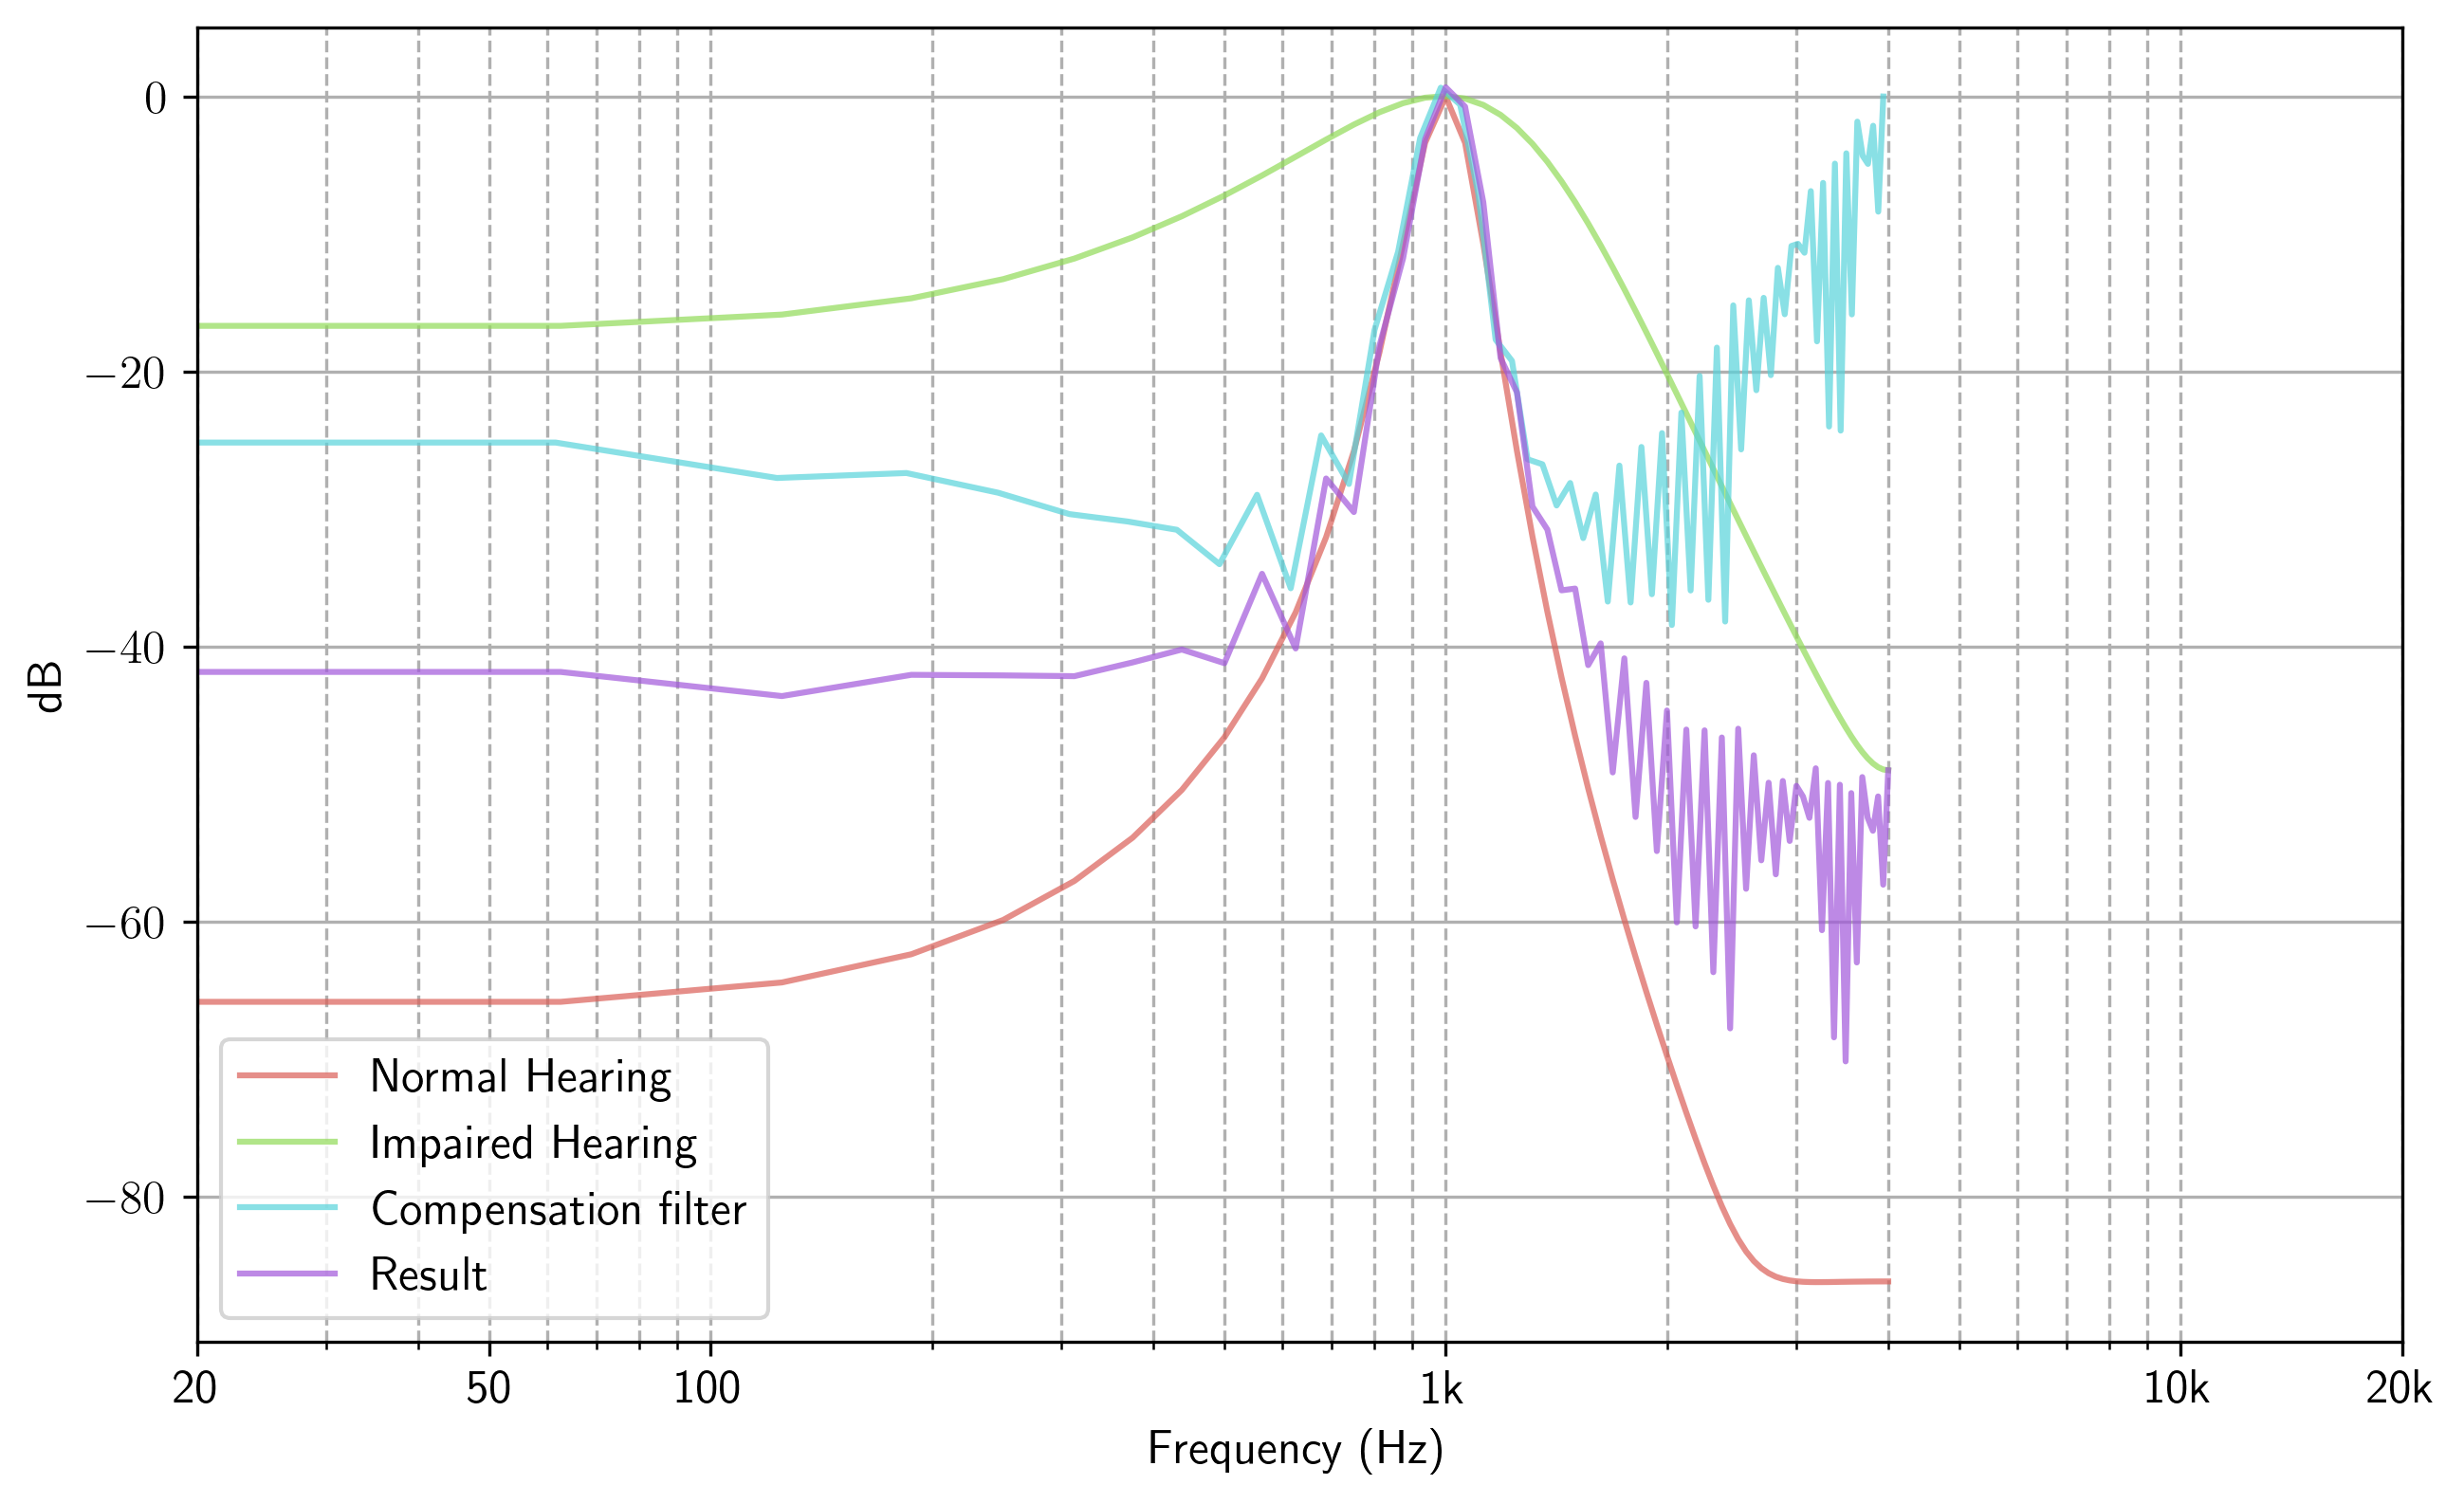 0
−20
−40
−60
−80
dB
Normal Hearing
Impaired Hearing
Compensation filter
Result
20 50 100 1k 10k 20k
Frequency (Hz)